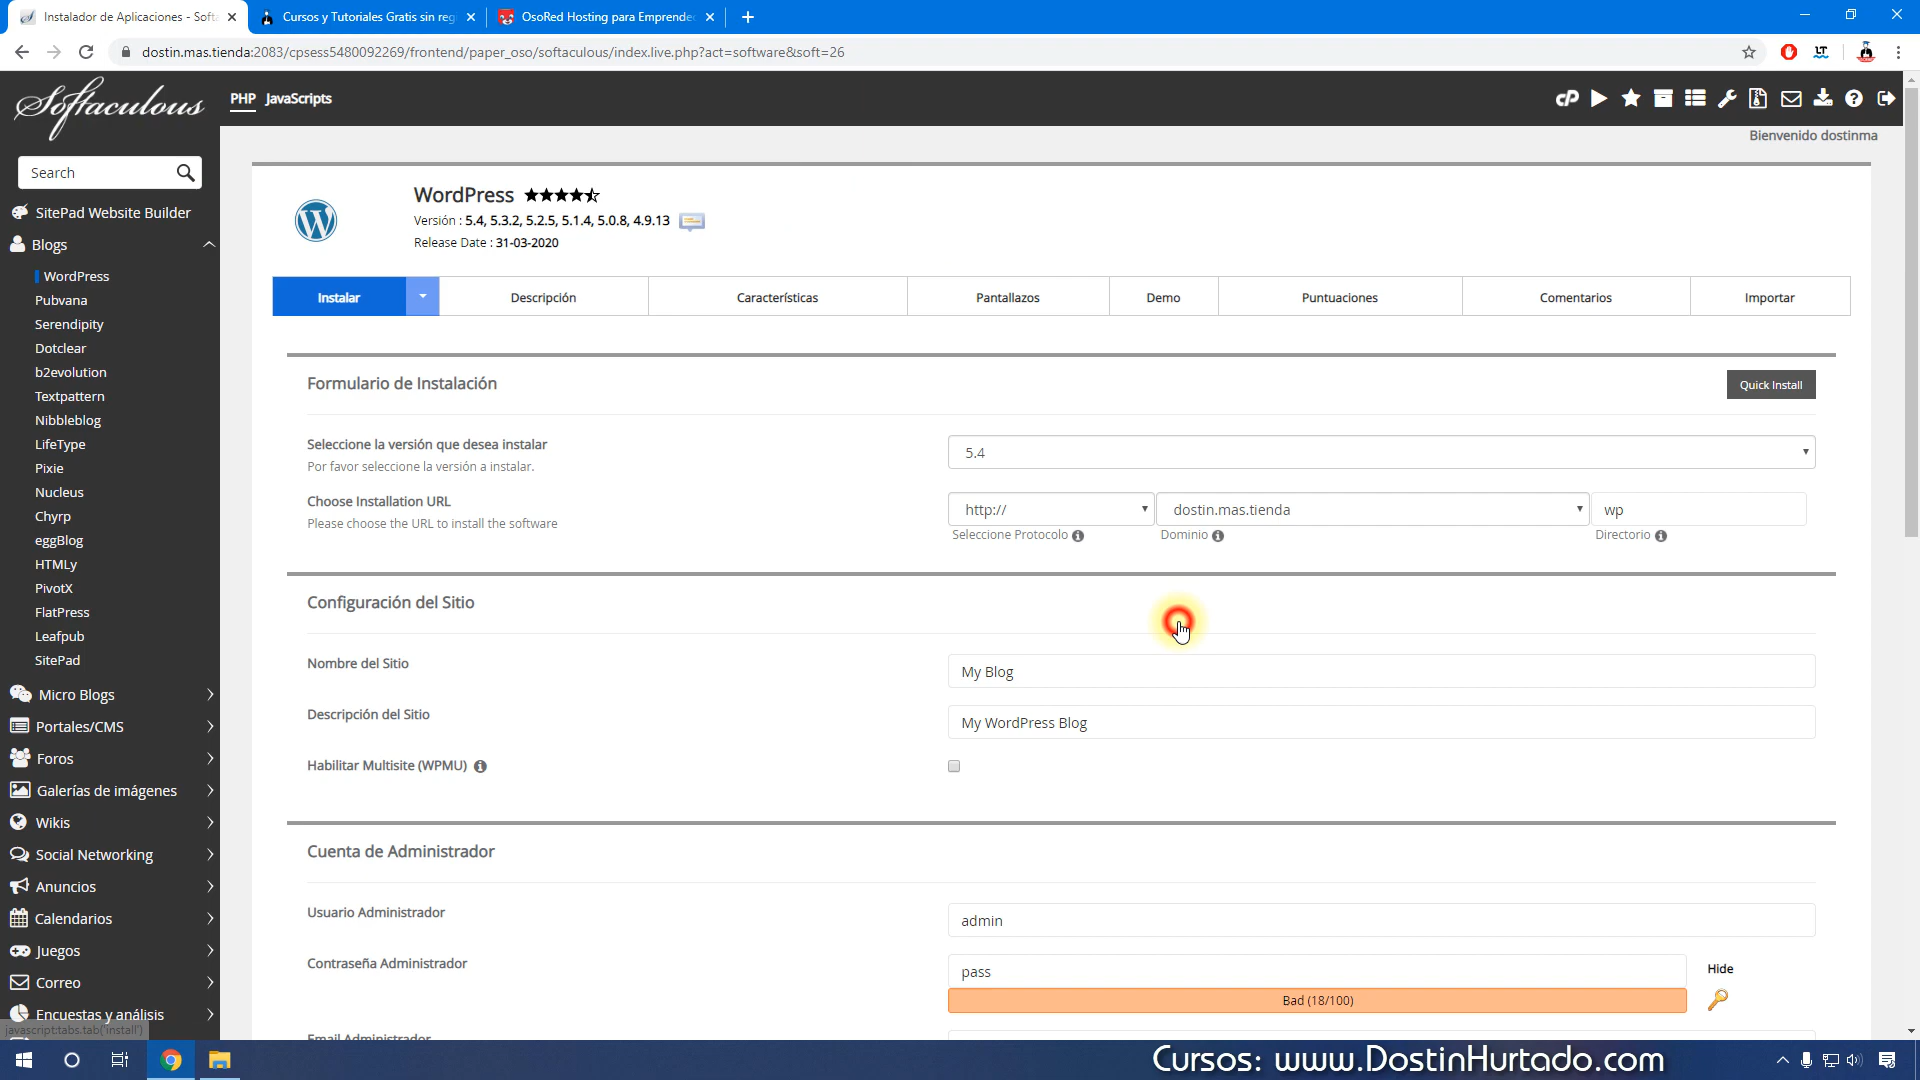 Instalador de Aplicaciones - Softa
Cursos y Tutoriales Gratis sin regi
OsoRed Hosting para Emprende
dostin.mas.tienda:2083/cpsess5480092269/frontend/paper_oso/softaculous/index.live.php?act=software&soft=26
Softaculous
PHP
JavaScripts
cP
Bienvenido dostinma
Search
SitePad Website Builder
Blogs
WordPress
Pubvana
Serendipity
Dotclear
b2evolution
Textpattern
Nibbleblog
LifeType
Pixie
Nucleus
Chyrp
eggBlog
HTMLy
PivotX
FlatPress
Leafpub
SitePad
Micro Blogs
Portales/CMS
Foros
Galerías de imágenes
Wikis
Social Networking
Anuncios
Calendarios
Juegos
Correo
Encuestas y análisis
javascript:tabs.tab('install')
WordPress
Versión : 5.4, 5.3.2, 5.2.5, 5.1.4, 5.0.8, 4.9.13
Release Date : 31-03-2020
Instalar
Descripción
Características
Pantallazos
Demo
Puntuaciones
Comentarios
Importar
Formulario de Instalación
Quick Install
Seleccione la versión que desea instalar
Por favor seleccione la versión a instalar.
5.4
Choose Installation URL
Please choose the URL to install the software
http://
dostin.mas.tienda
wp
Seleccione Protocolo
Dominio
Directorio
Configuración del Sitio
Nombre del Sitio
My Blog
Descripción del Sitio
My WordPress Blog
Habilitar Multisite (WPMU)
Cuenta de Administrador
Usuario Administrador
admin
Contraseña Administrador
pass
Hide
Bad (18/100)
Email Administrador
Cursos: www.DostinHurtado.com